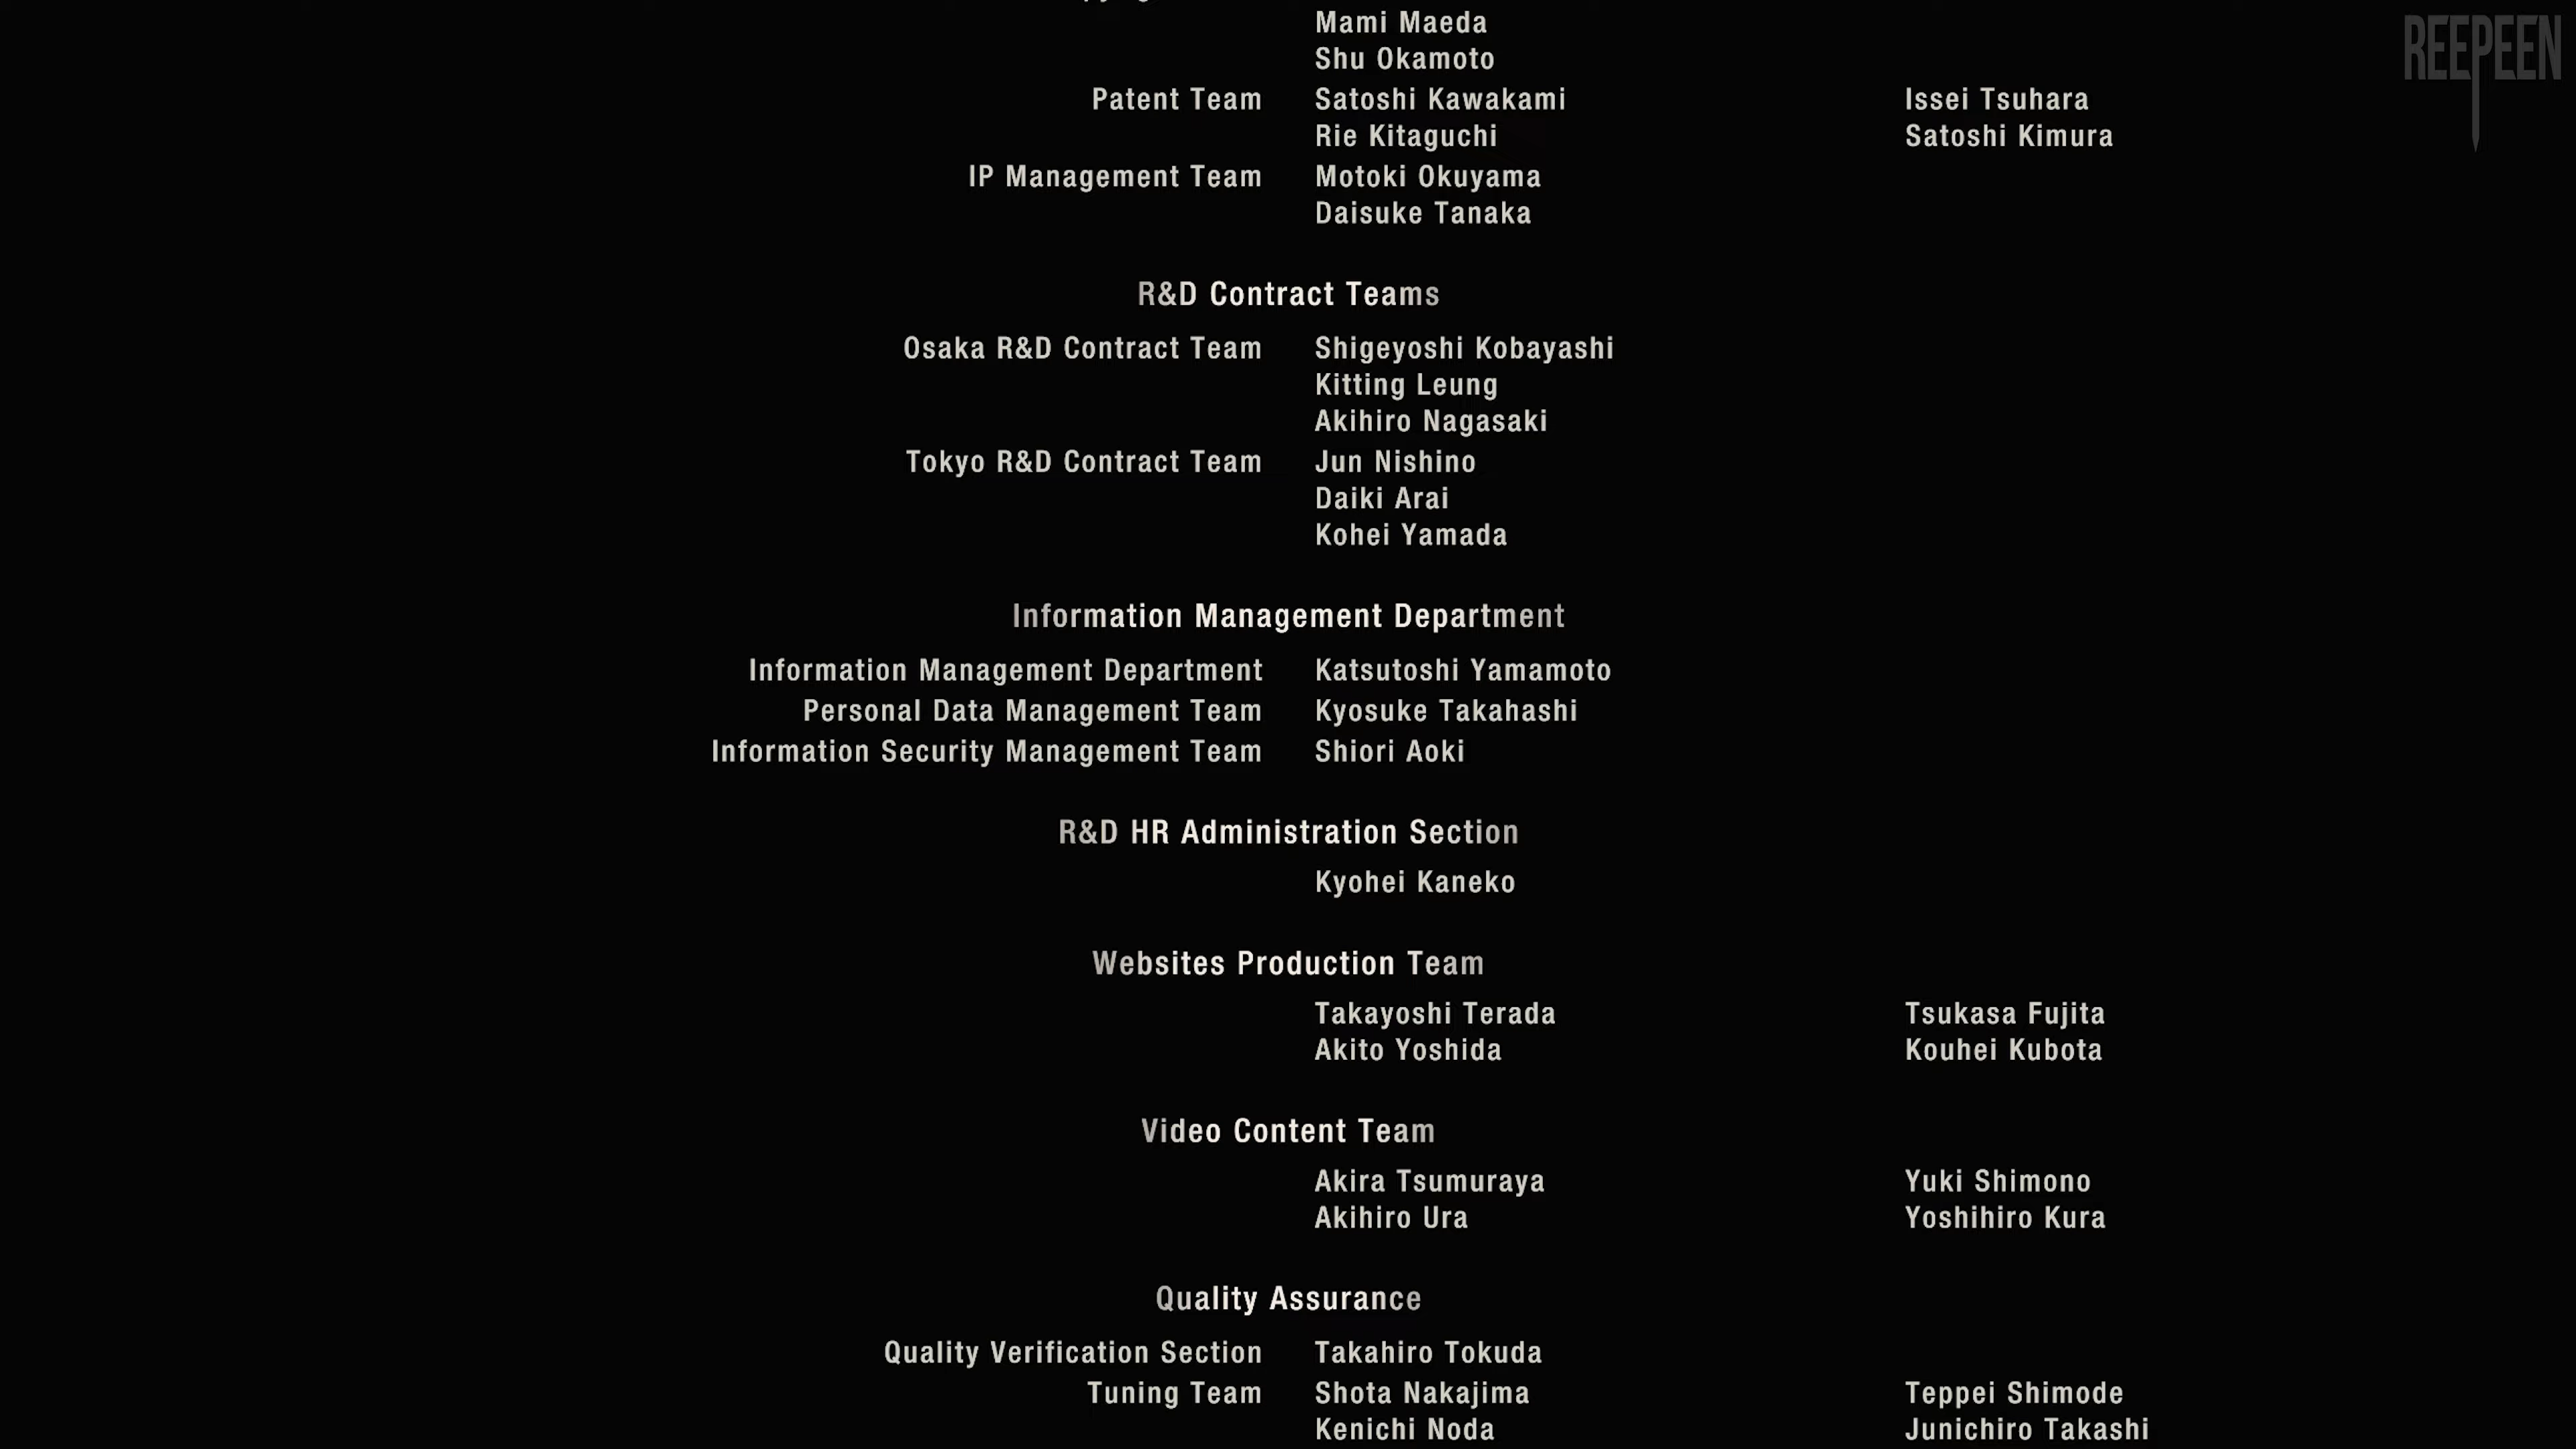 Mami Maeda
Shu Okamoto
Patent Team Satoshi Kawakami Issei Tsuhara
Rie Kitaguchi Satoshi Kimura
IP Management Team Motoki Okuyama
Daisuke Tanaka
R&D Contract Teams
Osaka R&D Contract Team Shigeyoshi Kobayashi
Kitting Leung
Akihiro Nagasaki
Tokyo R&D Contract Team Jun Nishino
Daiki Arai
Kohei Yamada
Information Management Department
Information Management Department Katsutoshi Yamamoto
Personal Data Management Team Kyosuke Takahashi
Information Security Management Team Shiori Aoki
R&D HR Administration Section
Kyohei Kaneko
Websites Production Team
Takayoshi Terada Tsukasa Fujita
Akito Yoshida Kouhei Kubota
Video Content Team
Akira Tsumuraya Yuki Shimono
Akihiro Ura Yoshihiro Kura
Quality Assurance
Quality Verification Section Takahiro Tokuda
Tuning Team Shota Nakajima Teppei Shimode
Kenichi Noda Junichiro Takashi
REEPEEN